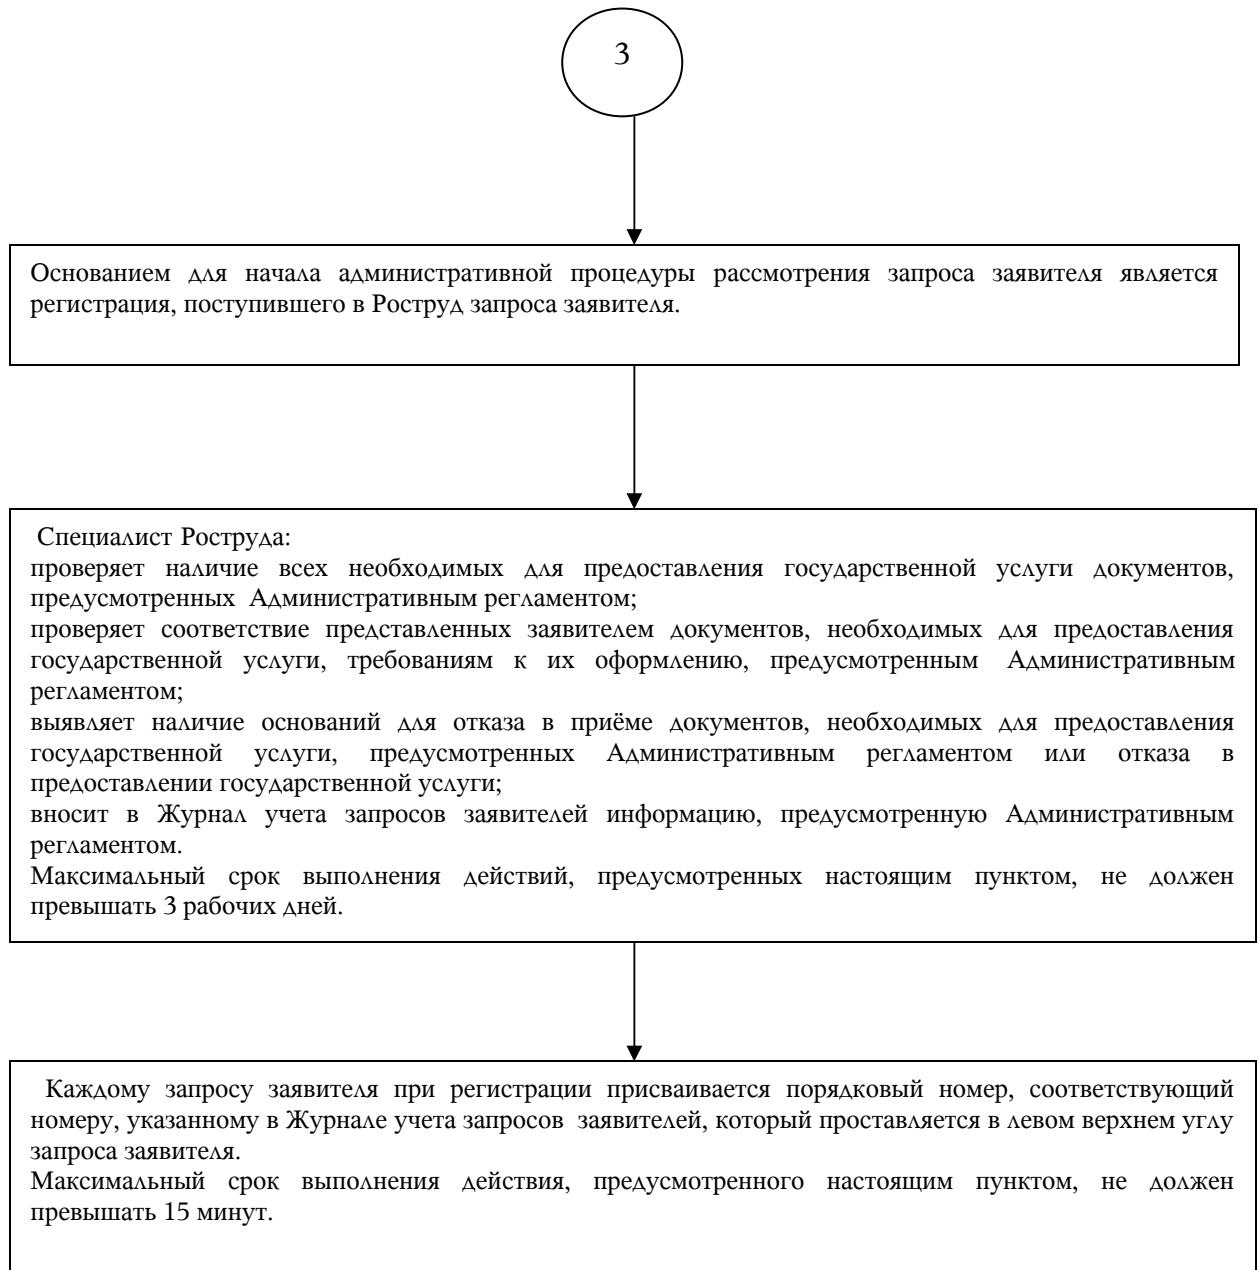 3
Основанием для начала административной процедуры рассмотрения запроса заявителя является
регистрация, поступившего в Роструд запроса заявителя.
Специалист Роструда:
проверяет наличие всех необходимых для предоставления государственной услуги документов,
предусмотренных Административным регламентом;
проверяет соответствие представленных заявителем документов, необходимых для предоставления
государственной услуги, требованиям к их оформлению, предусмотренным Административным
регламентом;
выявляет наличие оснований для отказа в приёме документов, необходимых для предоставления
государственной услуги, предусмотренных Административным регламентом или отказа в
предоставлении государственной услуги;
вносит в Журнал учета запросов заявителей информацию, предусмотренную Административным
регламентом.
Максимальный срок выполнения действий, предусмотренных настоящим пунктом, не должен
превышать 3 рабочих дней.
Каждому запросу заявителя при регистрации присваивается порядковый номер, соответствующий
номеру, указанному в Журнале учета запросов заявителей, который проставляется в левом верхнем углу
запроса заявителя.
Максимальный срок выполнения действия, предусмотренного настоящим пунктом, не должен
превышать 15 минут.